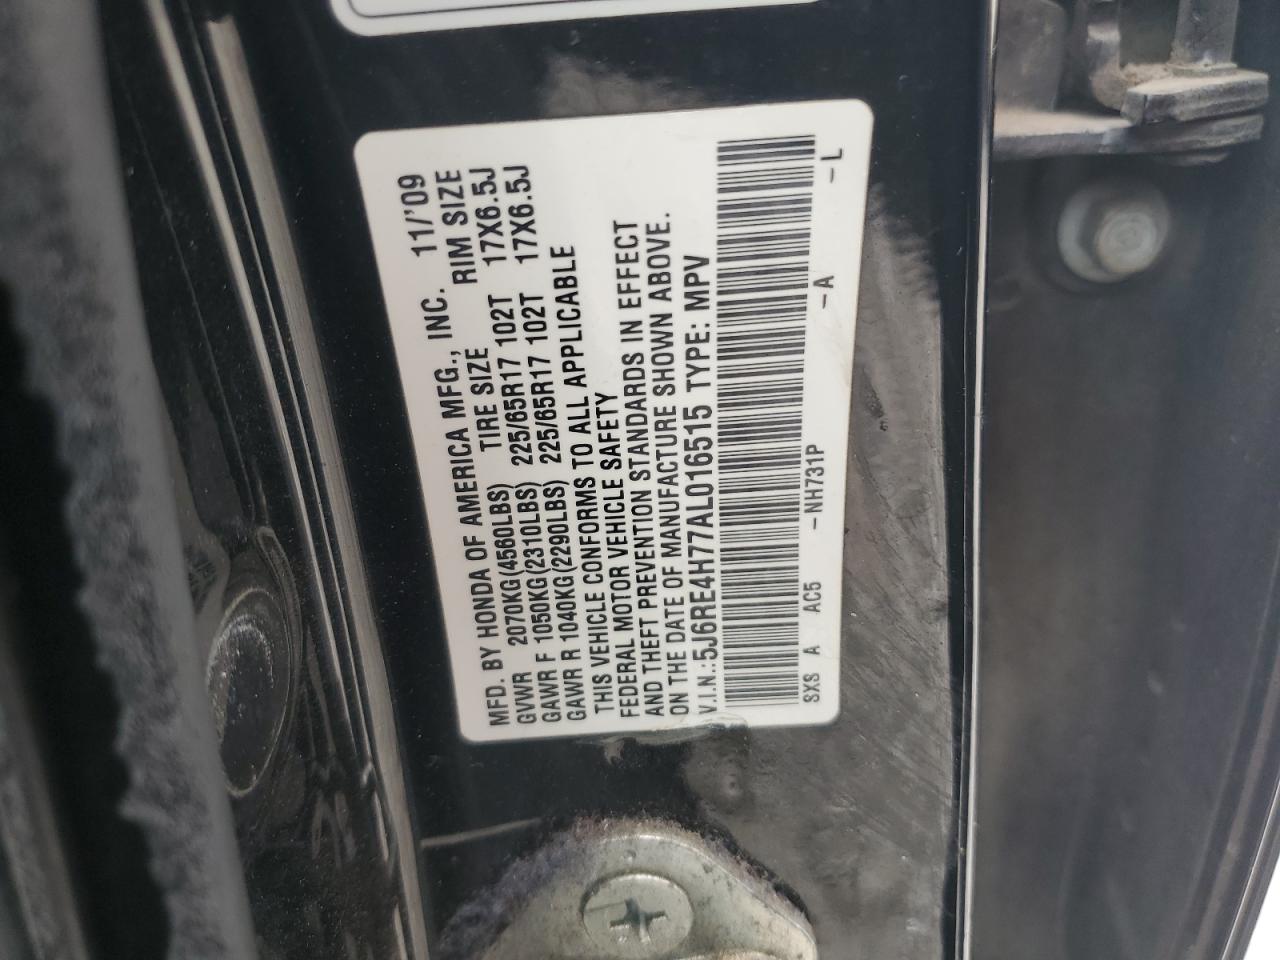 MFD. BY HONDA OF AMERICA MFG., INC. 11/'09
GVWR 2070KG(4560LBS) TIRE SIZE RIM SIZE
GAWR F 1050KG(2310LBS) 225/65R17 102T 17X6.5J
GAWR R 1040KG(2290LBS) 225/65R17 102T 17X6.5J
THIS VEHICLE CONFORMS TO ALL APPLICABLE
FEDERAL MOTOR VEHICLE SAFETY
AND THEFT PREVENTION STANDARDS IN EFFECT
ON THE DATE OF MANUFACTURE SHOWN ABOVE.
V.I.N.:5J6RE4H77AL016515 TYPE: MPV
SXS A AC5 -NH731P -A -L